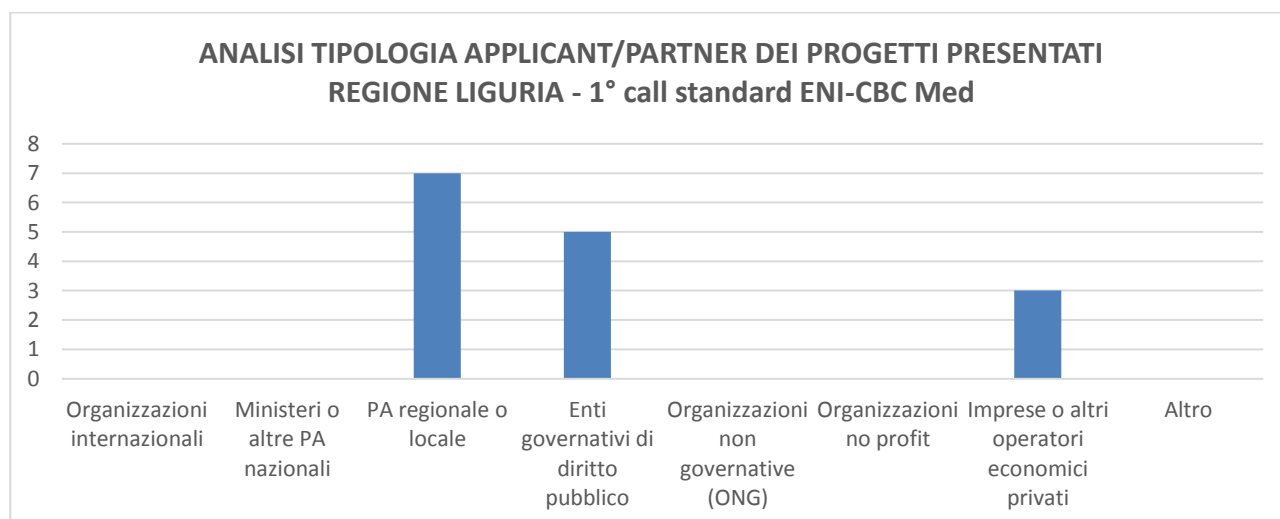 ANALISI TIPOLOGIA APPLICANT/PARTNER DEI PROGETTI PRESENTATI
REGIONE LIGURIA - 1° call standard ENI-CBC Med
8
7
6
5
4
3
2
1
0
Organizzazioni
internazionali
Ministeri o
altre PA
nazionali
PA regionale o
locale
Enti
governativi di
diritto
pubblico
Organizzazioni
non
governative
(ONG)
Organizzazioni
no profit
Imprese o altri
operatori
economici
privati
Altro